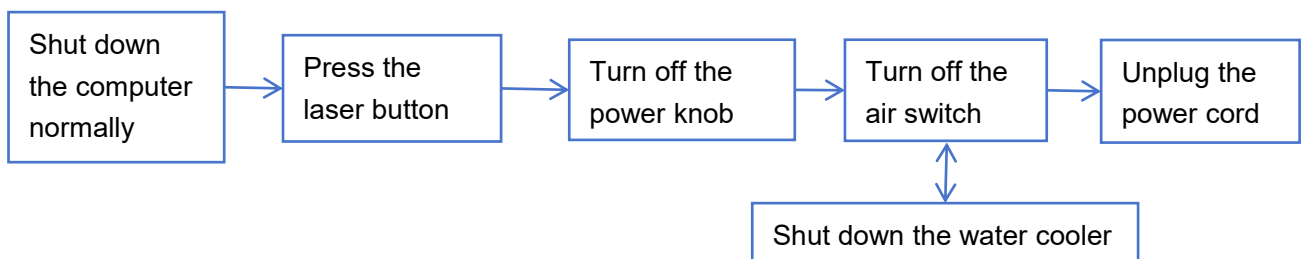 Shut down
the computer
normally
Press the
laser button
Turn off the
power knob
Turn off the
air switch
Unplug the
power cord
Shut down the water cooler